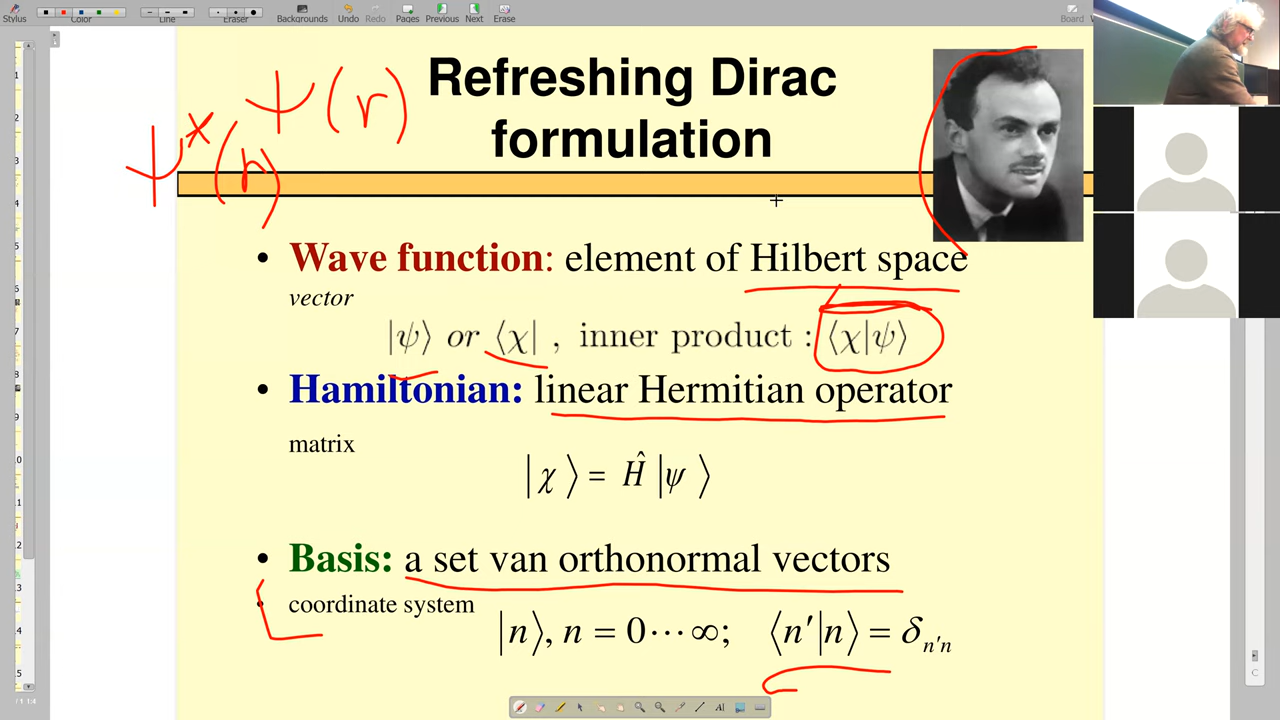 Stylus Color Line Eraser Backgrounds Undo Redo Pages Previous Next Erase Board
Refreshing Dirac
formulation
ψ(r)
ψ*(r)
• Wave function: element of Hilbert space
vector
|ψ⟩ or ⟨χ| , inner product : ⟨χ|ψ⟩
• Hamiltonian: linear Hermitian operator
matrix
|χ⟩ = Ĥ|ψ⟩
• Basis: a set van orthonormal vectors
• coordinate system
|n⟩, n = 0⋯∞; ⟨n′|n⟩ = δn′n